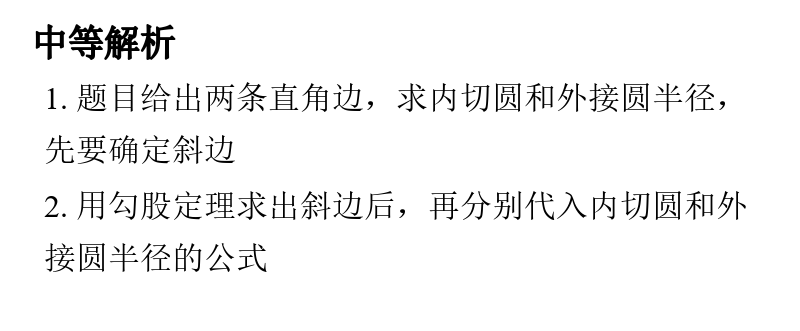 中等解析
1. 题目给出两条直角边，求内切圆和外接圆半径，
先要确定斜边
2. 用勾股定理求出斜边后，再分别代入内切圆和外
接圆半径的公式